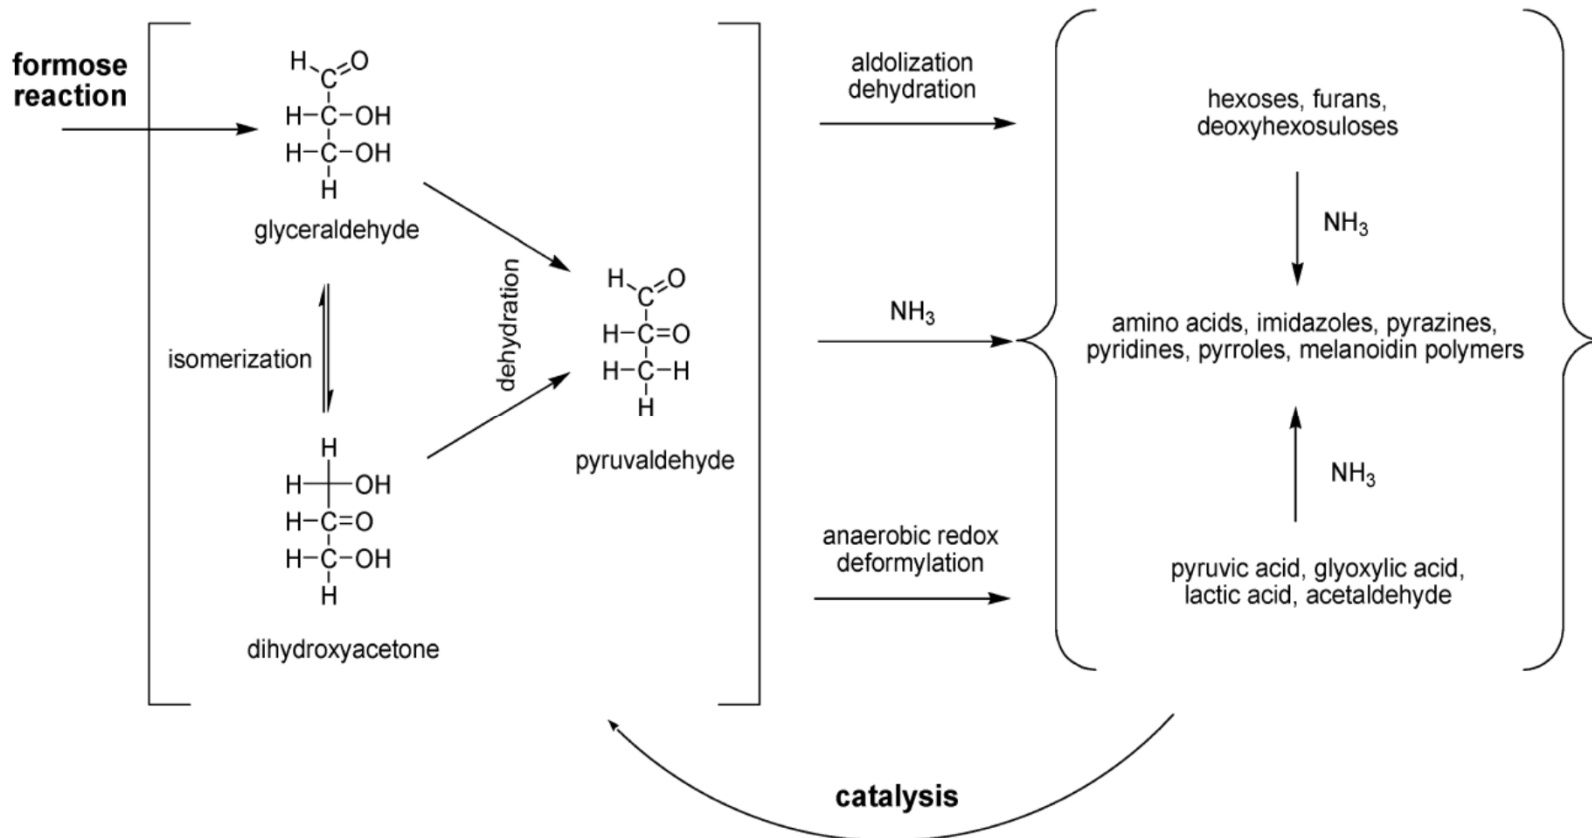 formose
reaction
H
C=O
H-C-OH
H-C-OH
H
glyceraldehyde
isomerization
H
H OH
H-C=O
H-C-OH
H
dihydroxyacetone
dehydration
H
C=O
H-C=O
H-C-H
H
pyruvaldehyde
aldolization
dehydration
NH3
anaerobic redox
deformylation
hexoses, furans,
deoxyhexosuloses
NH3
amino acids, imidazoles, pyrazines,
pyridines, pyrroles, melanoidin polymers
NH3
pyruvic acid, glyoxylic acid,
lactic acid, acetaldehyde
catalysis